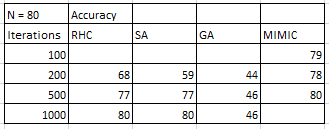 N = 80 Accuracy
Iterations RHC SA GA MIMIC
100 79
200 68 59 44 78
500 77 77 46 80
1000 80 80 46